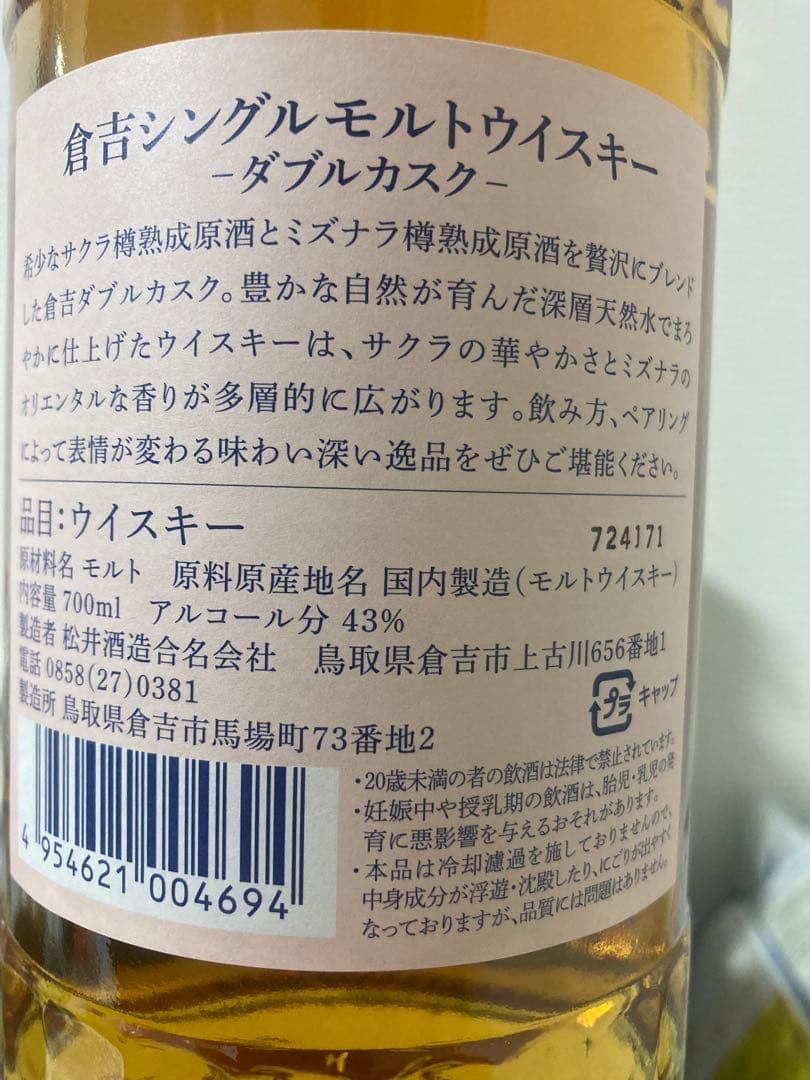 倉吉シングルモルトウイスキー
−ダブルカスク−
希少なサクラ樽熟成原酒とミズナラ樽熟成原酒を贅沢にブレンド
した倉吉ダブルカスク。豊かな自然が育んだ深層天然水でまろ
やかに仕上げたウイスキーは、サクラの華やかさとミズナラの
オリエンタルな香りが多層的に広がります。飲み方、ペアリング
によって表情が変わる味わい深い逸品をぜひご堪能ください。
品目:ウイスキー
724171
原材料名 モルト 原料原産地名 国内製造(モルトウイスキー)
内容量 700ml アルコール分 43%
製造者 松井酒造合名会社 鳥取県倉吉市上古川656番地1
電話 0858(27)0381
製造所 鳥取県倉吉市馬場町73番地2
プラ キャップ
4 954621 004694
・20歳未満の者の飲酒は法律で禁止されています。
・妊娠中や授乳期の飲酒は、胎児・乳児の発
育に悪影響を与えるおそれがあります。
・本品は冷却濾過を施しておりませんので、
中身成分が浮遊・沈殿したり、にごりが出やすく
なっておりますが、品質には問題はありません。